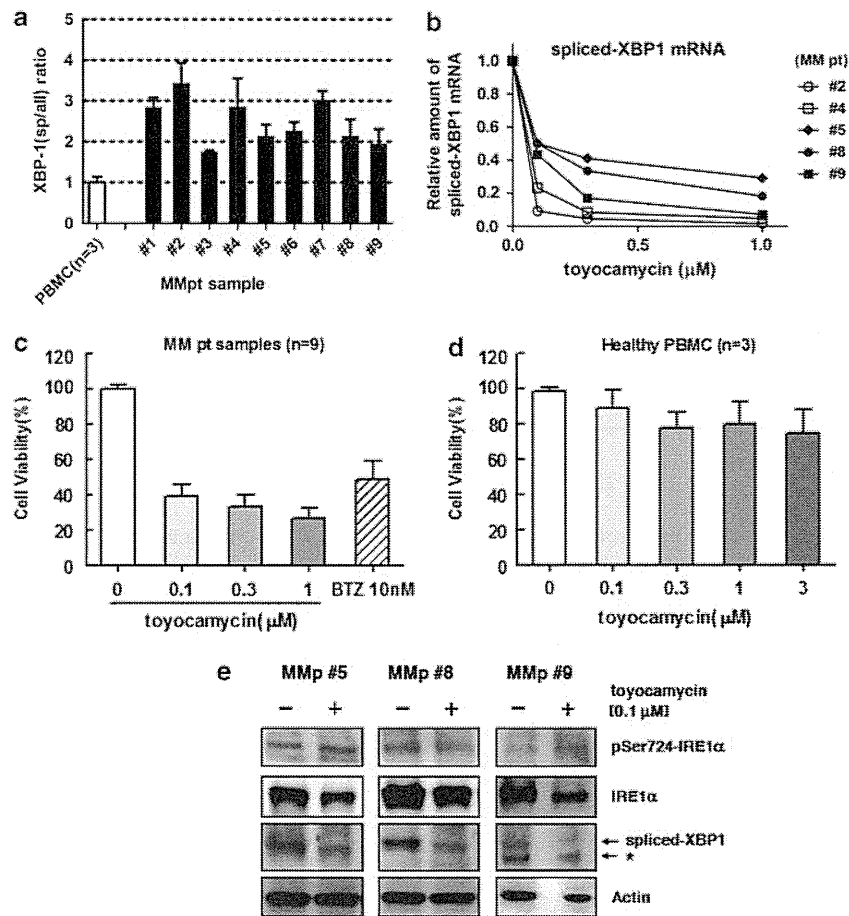 a
XBP-1(sp/all) ratio
5
4
3
2
1
0
PBMC(n=3)
#1
#2
#3
#4
#5
#6
#7
#8
#9
MMpt sample
b
spliced-XBP1 mRNA
Relative amount of
spliced-XBP1 mRNA
1.0
0.8
0.6
0.4
0.2
0.0
0.0
0.5
1.0
toyocamycin (μM)
(MM pt)
#2
#4
#5
#8
#9
c
MM pt samples (n=9)
Cell Viability(%)
120
100
80
60
40
20
0
0
0.1
0.3
1
BTZ 10nM
toyocamycin(μM)
d
Healthy PBMC (n=3)
Cell Viability(%)
120
100
80
60
40
20
0
0
0.1
0.3
1
3
toyocamycin(μM)
e
MMp #5 MMp #8 MMp #9
− + − + − + toyocamycin
[0.1 μM]
pSer724-IRE1α
IRE1α
← spliced-XBP1
← *
Actin